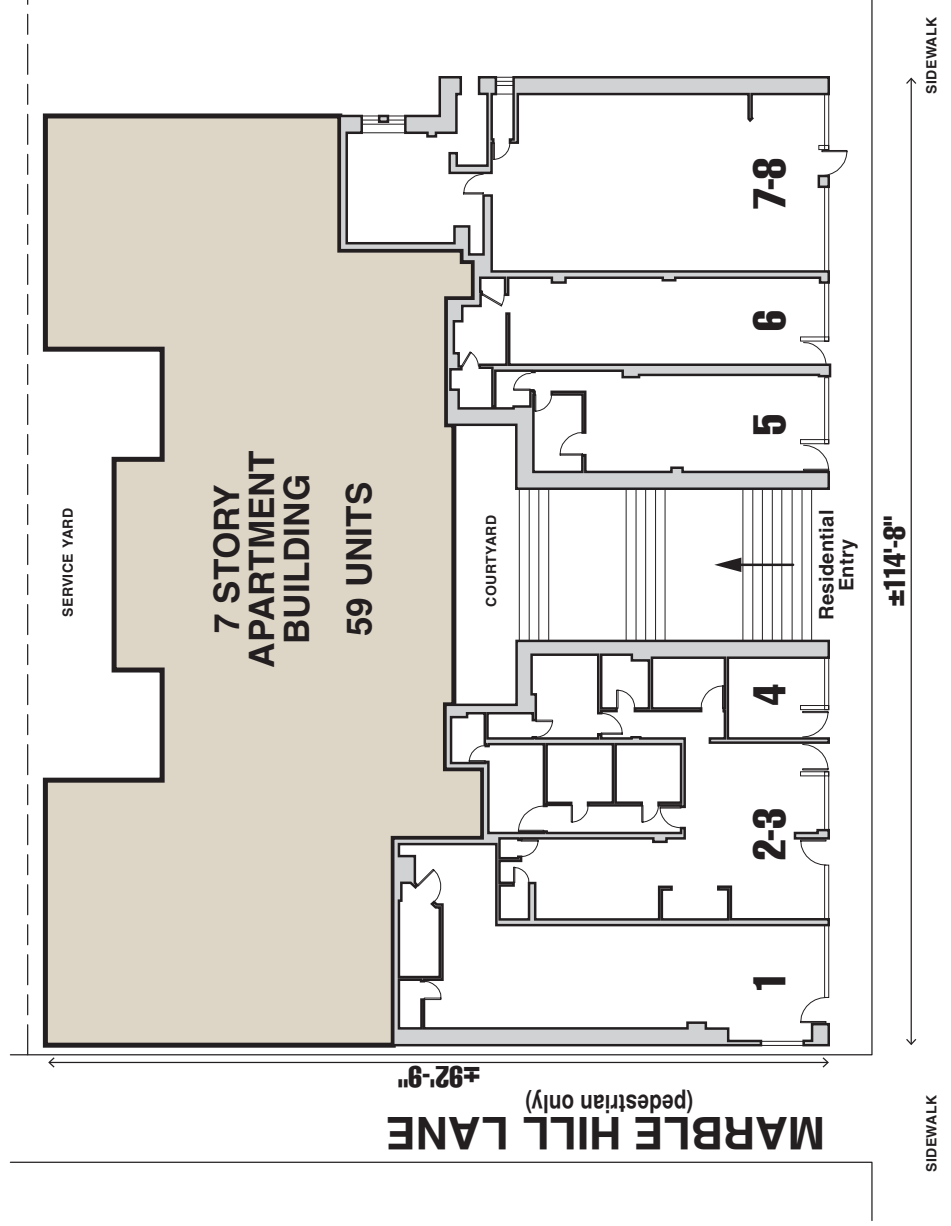 SERVICE YARD
7 STORY
APARTMENT
BUILDING
59 UNITS
COURTYARD
1
2-3
4
5
6
7-8
Residential
Entry
±114'-8"
±92'-9"
MARBLE HILL LANE
(pedestrian only)
SIDEWALK
SIDEWALK